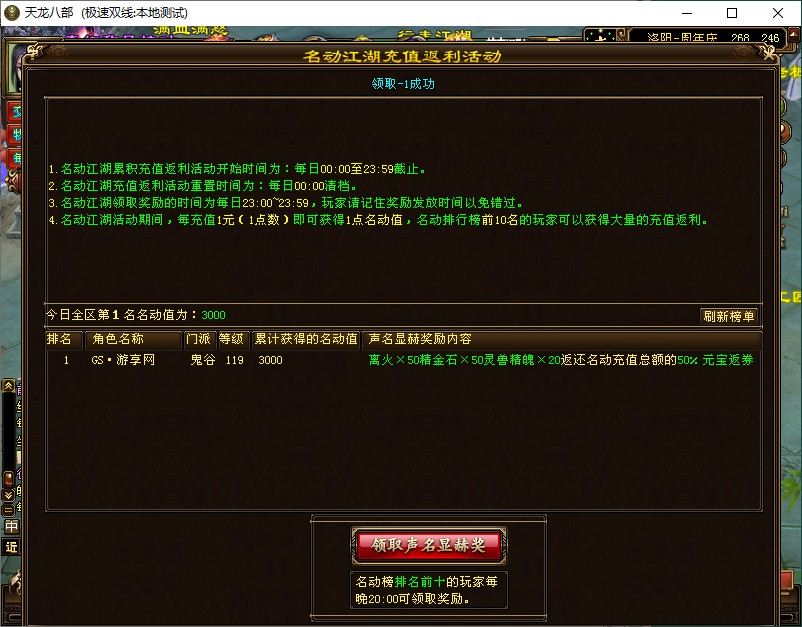 天龙八部 (极速双线:本地测试)
洛阳-周年庆 268 246
名动江湖充值返利活动
领取-1成功
1.名动江湖累积充值返利活动开始时间为：每日00:00至23:59截止。
2.名动江湖充值返利活动重置时间为：每日00:00清档。
3.名动江湖领取奖励的时间为每日23:00~23:59，玩家请记住奖励发放时间以免错过。
4.名动江湖活动期间，每充值1元（1点数）即可获得1点名动值，名动排行榜前10名的玩家可以获得大量的充值返利。
今日全区第1名名动值为：3000
刷新榜单
排名 角色名称 门派 等级 累计获得的名动值 声名显赫奖励内容
1 GS·游享网 鬼谷 119 3000 离火×50精金石×50灵兽精魄×20返还名动充值总额的50% 元宝返券
中
近
领取声名显赫奖
名动榜排名前十的玩家每
晚20:00可领取奖励。